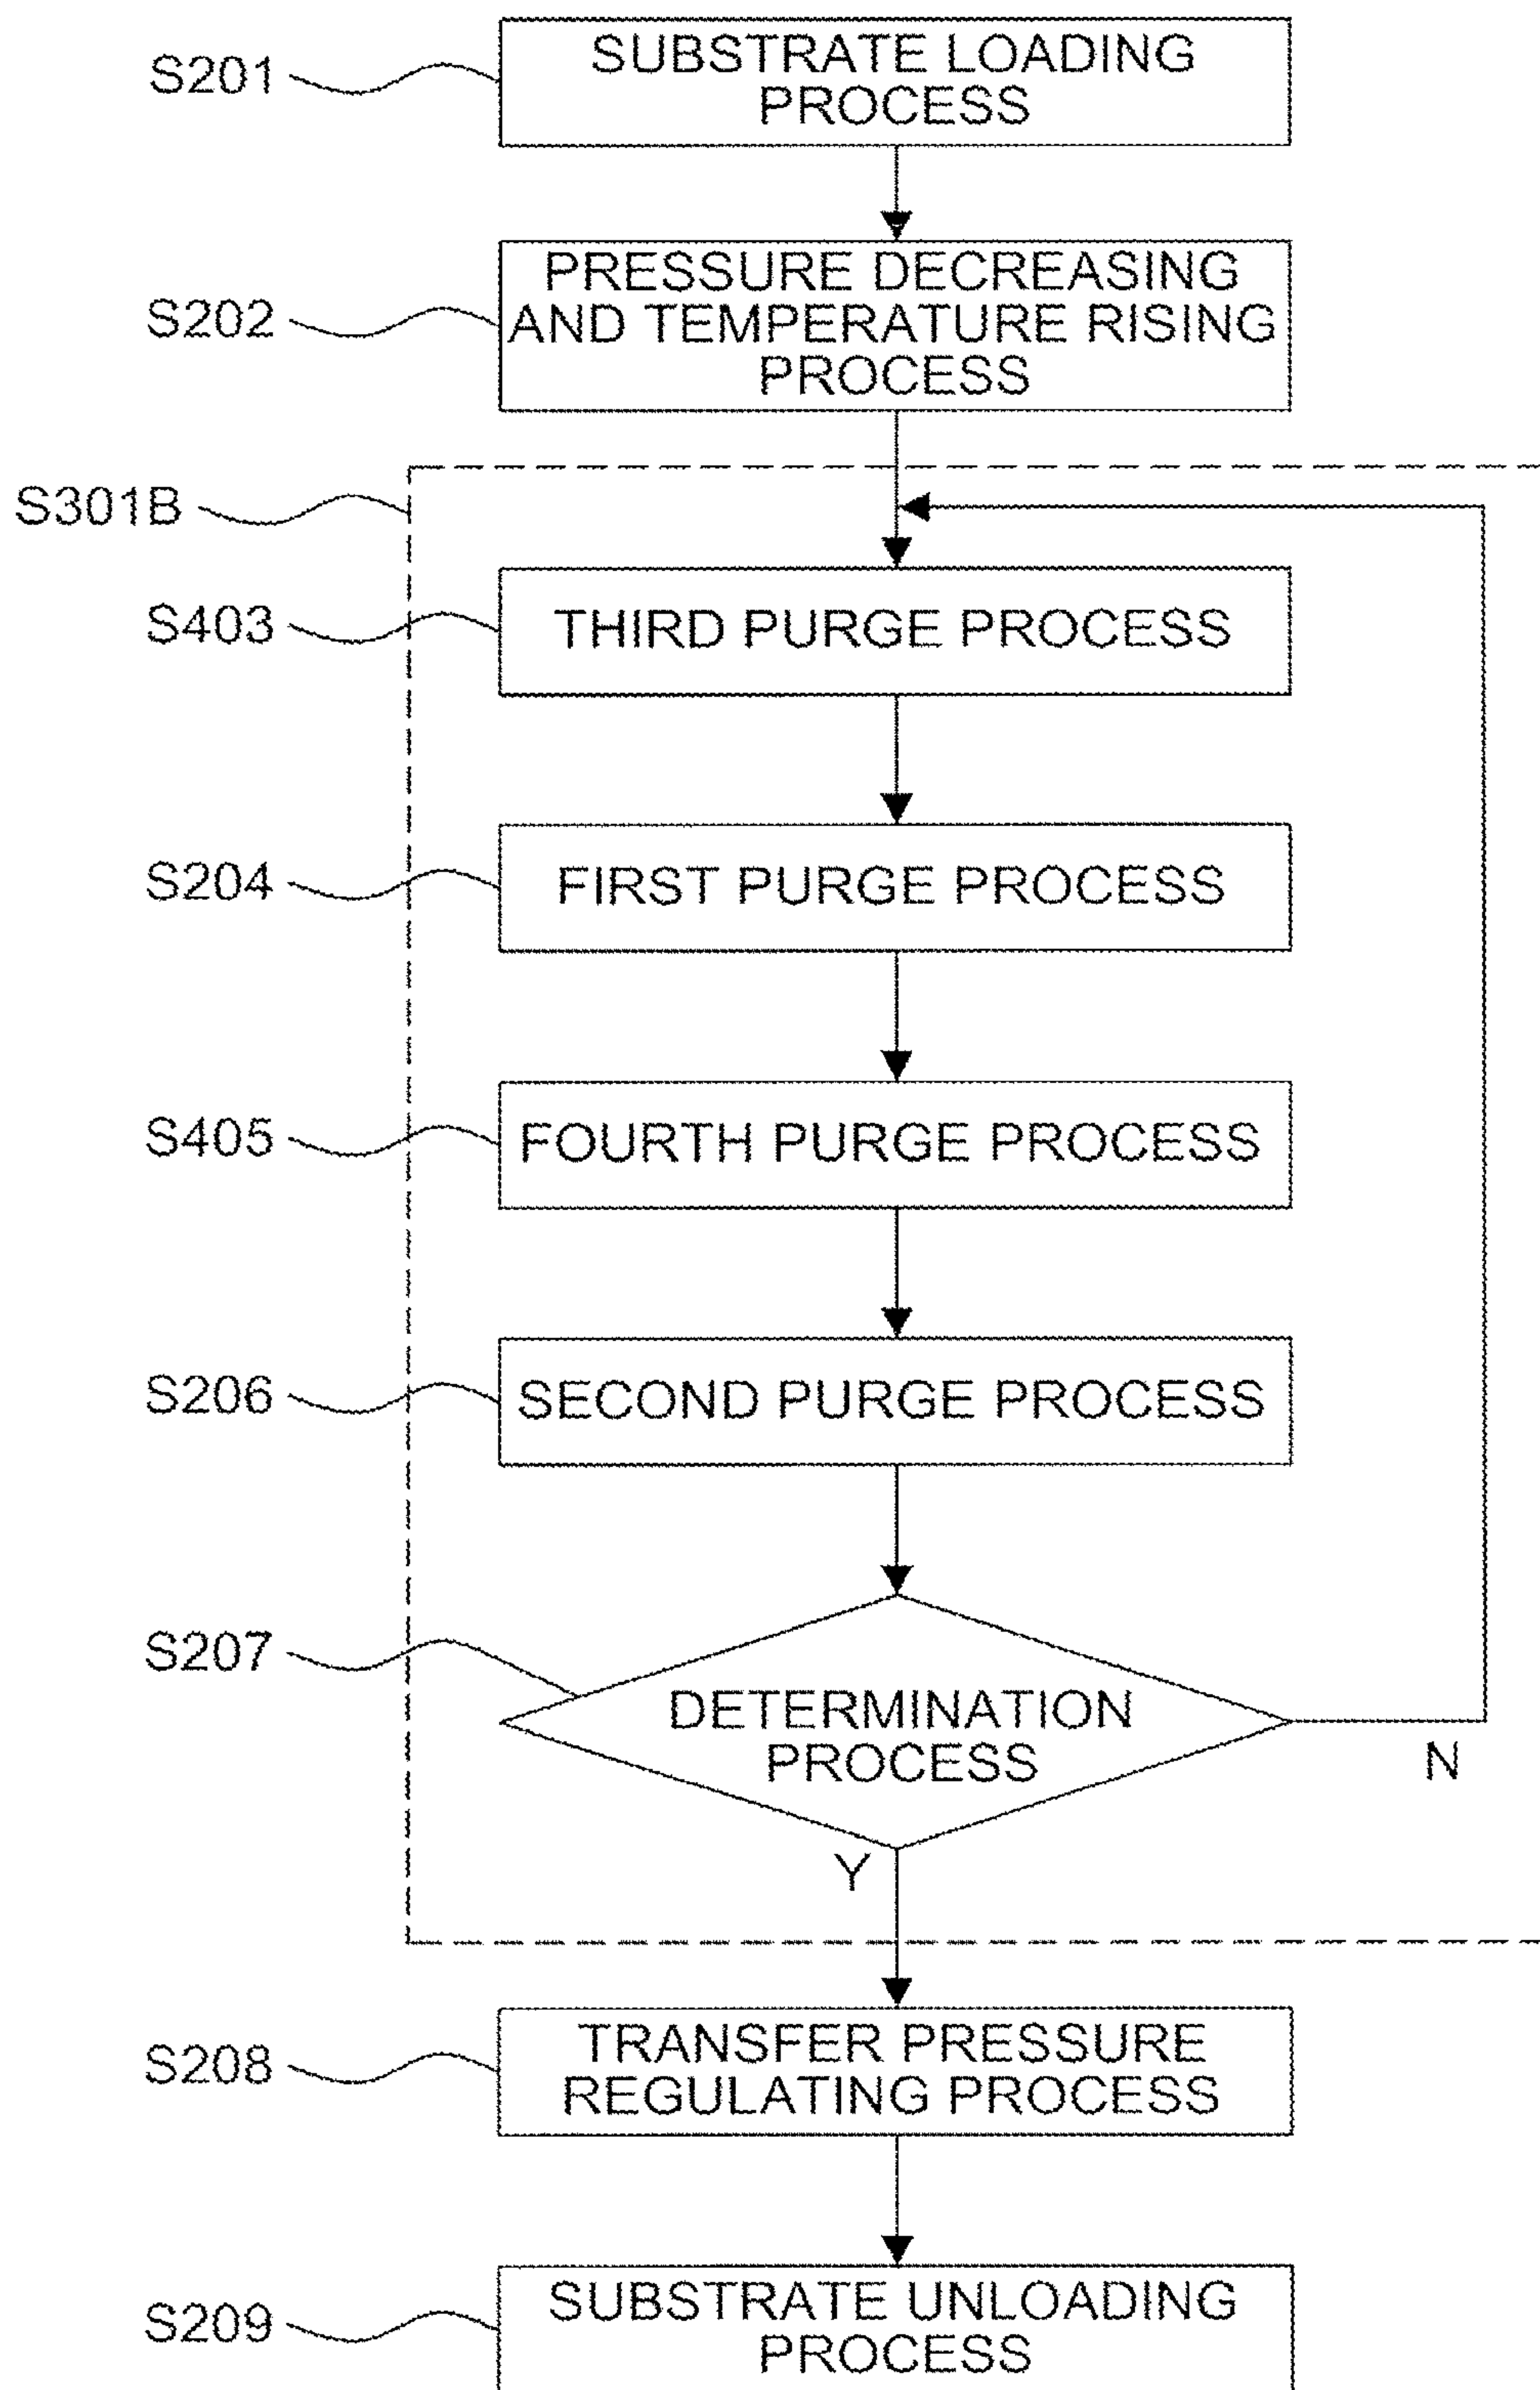 S201
SUBSTRATE LOADING
PROCESS
S202
PRESSURE DECREASING
AND TEMPERATURE RISING
PROCESS
S301B
S403
THIRD PURGE PROCESS
S204
FIRST PURGE PROCESS
S405
FOURTH PURGE PROCESS
S206
SECOND PURGE PROCESS
S207
DETERMINATION
PROCESS
N
Y
S208
TRANSFER PRESSURE
REGULATING PROCESS
S209
SUBSTRATE UNLOADING
PROCESS